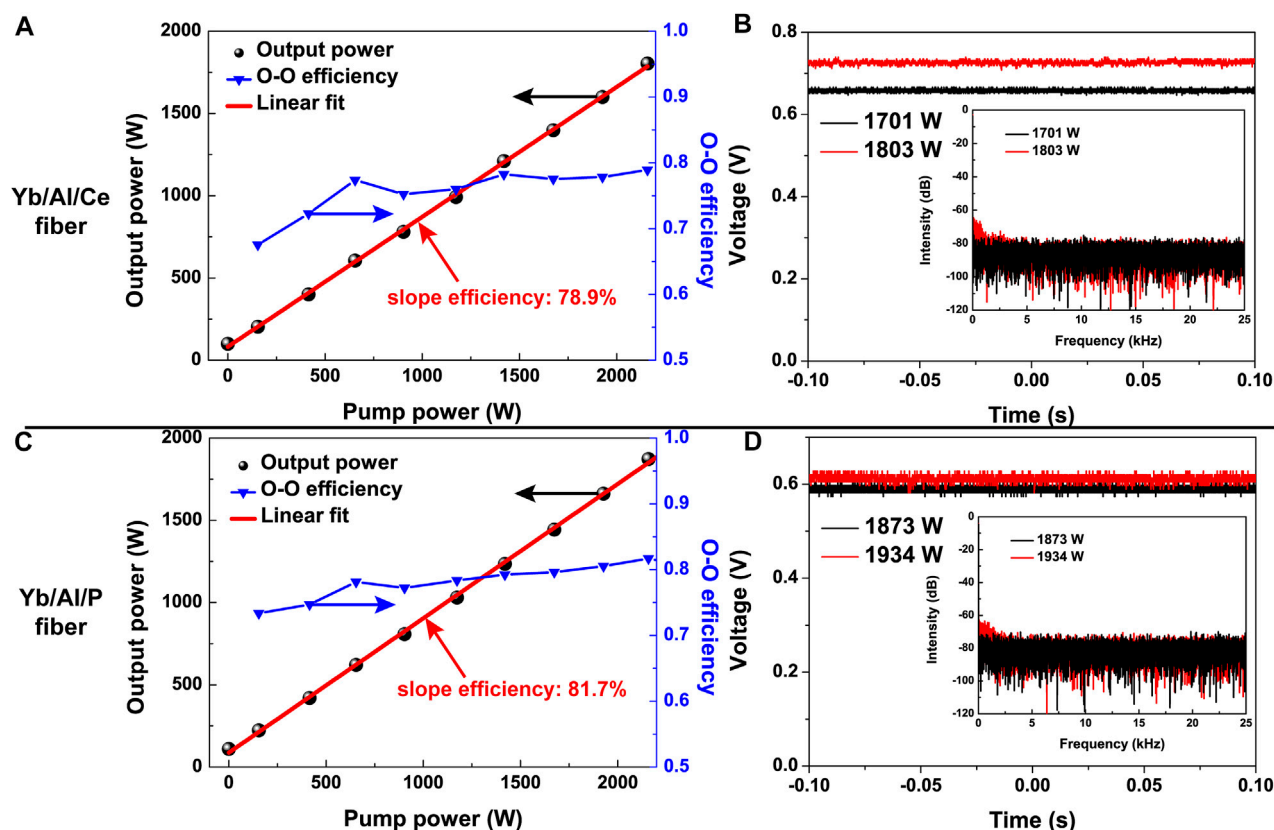 A
Yb/Al/Ce
fiber
Output power (W)
2000
1500
1000
500
0
Output power
O-O efficiency
Linear fit
slope efficiency: 78.9%
0
500
1000
1500
2000
Pump power (W)
1.0
0.9
0.8
0.7
0.6
0.5
O-O efficiency
B
Voltage (V)
0.8
0.6
0.4
0.2
0.0
1701 W
1803 W
Intensity (dB)
0
-20
-40
-60
-80
-100
-120
1701 W
1803 W
0
5
10
15
20
25
Frequency (kHz)
-0.10
-0.05
0.00
0.05
0.10
Time (s)
C
Yb/Al/P
fiber
Output power (W)
2000
1500
1000
500
0
Output power
O-O efficiency
Linear fit
slope efficiency: 81.7%
0
500
1000
1500
2000
Pump power (W)
1.0
0.9
0.8
0.7
0.6
0.5
O-O efficiency
D
Voltage (V)
0.6
0.4
0.2
0.0
1873 W
1934 W
Intensity (dB)
0
-20
-40
-60
-80
-100
-120
1873 W
1934 W
0
5
10
15
20
25
Frequency (kHz)
-0.10
-0.05
0.00
0.05
0.10
Time (s)